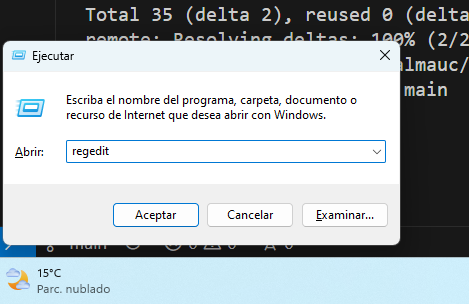 Total 35 (delta 2), reused 0 (delta
remote: Resolving deltas: 100% (2/2
almauc/
main
Ejecutar
Escriba el nombre del programa, carpeta, documento o
recurso de Internet que desea abrir con Windows.
Abrir:
regedit
Aceptar
Cancelar
Examinar...
main
0
0
0
15°C
Parc. nublado